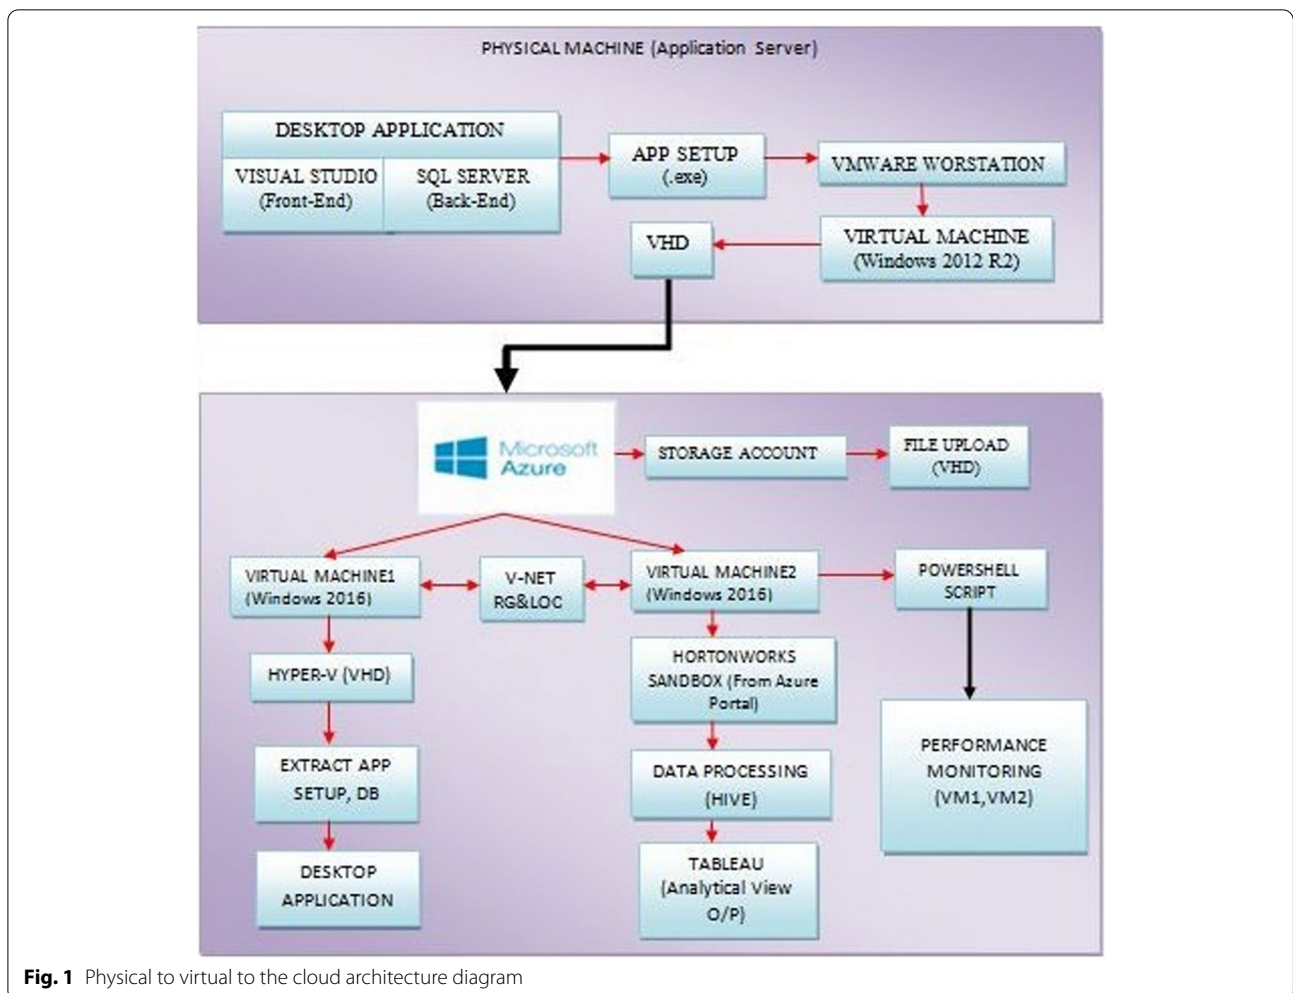 PHYSICAL MACHINE (Application Server)
DESKTOP APPLICATION
VISUAL STUDIO
(Front-End)
SQL SERVER
(Back-End)
APP SETUP
(.exe)
VMWARE WORSTATION
VIRTUAL MACHINE
(Windows 2012 R2)
VHD
Microsoft
Azure
STORAGE ACCOUNT
FILE UPLOAD
(VHD)
VIRTUAL MACHINE1
(Windows 2016)
V-NET
RG&LOC
VIRTUAL MACHINE2
(Windows 2016)
POWERSHELL
SCRIPT
HYPER-V (VHD)
HORTONWORKS
SANDBOX (From Azure
Portal)
EXTRACT APP
SETUP, DB
DATA PROCESSING
(HIVE)
PERFORMANCE
MONITORING
(VM1,VM2)
DESKTOP
APPLICATION
TABLEAU
(Analytical View
O/P)
Fig. 1 Physical to virtual to the cloud architecture diagram